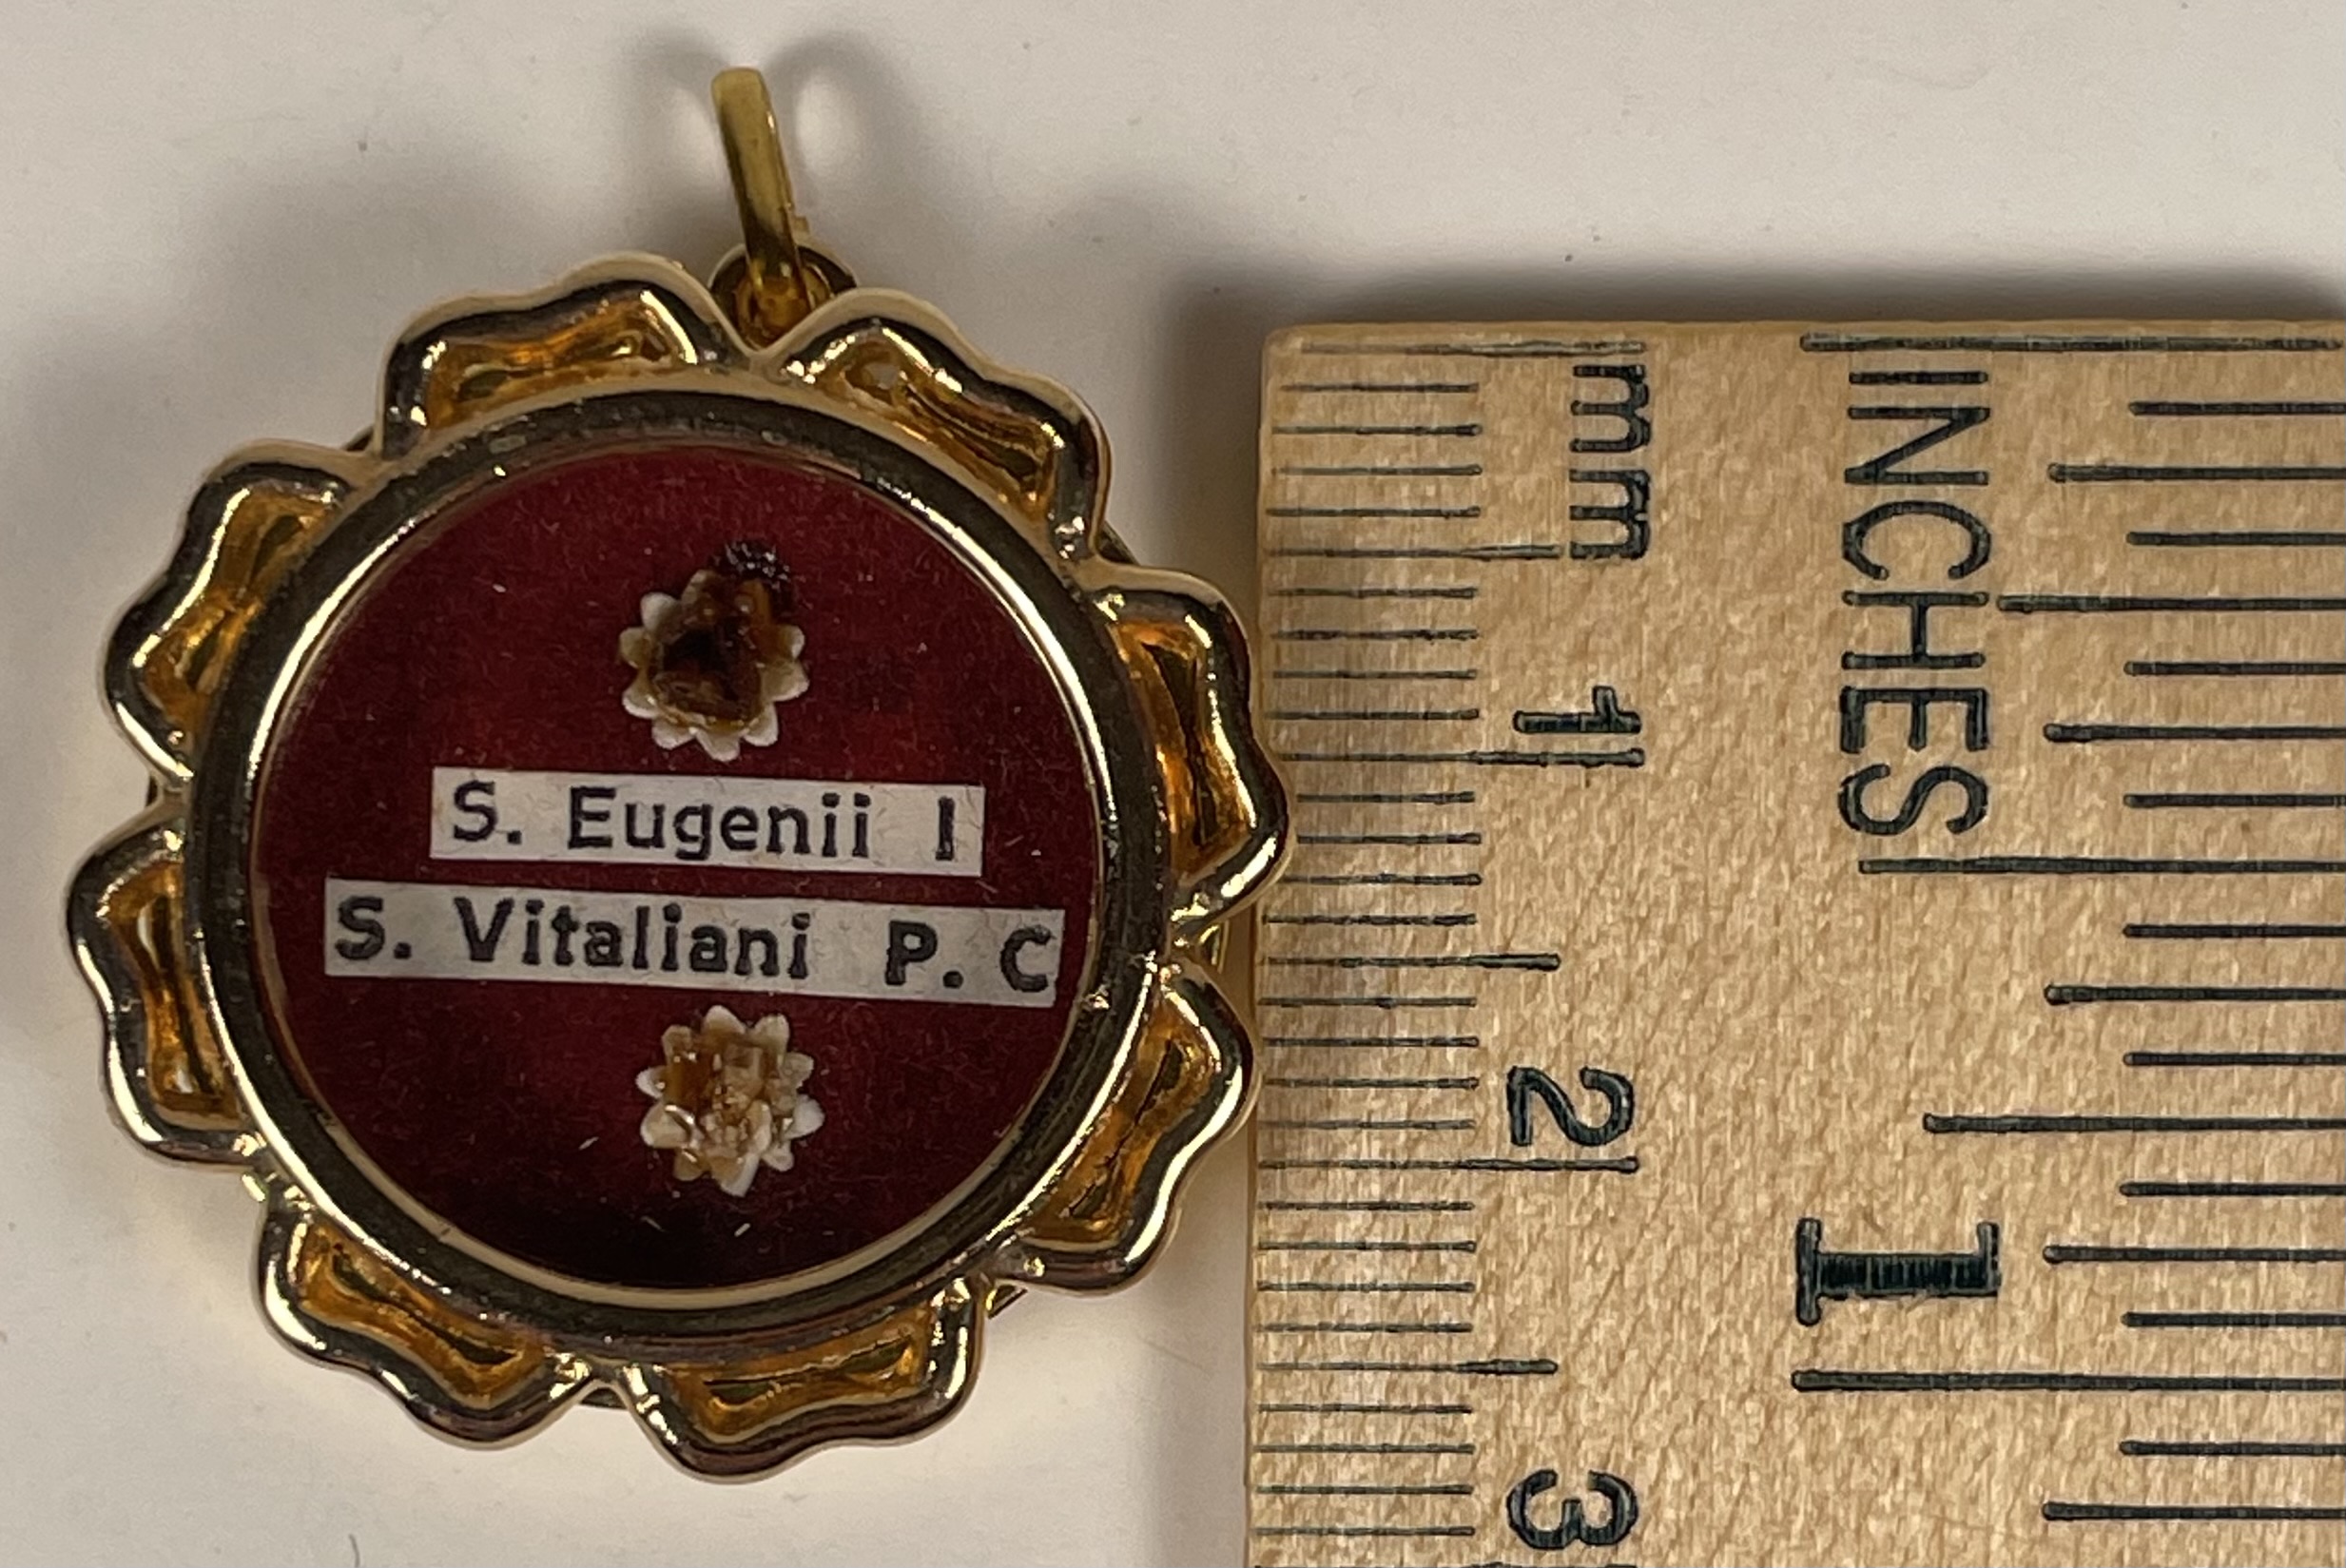 S. Eugenii I
S. Vitaliani P. C
mm
1
2
3
INCHES
1